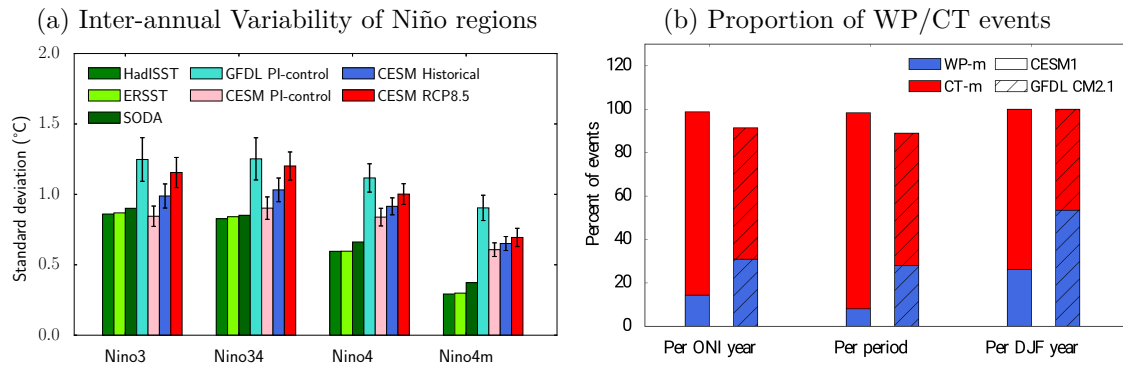 (a) Inter-annual Variability of Niño regions
2.0
1.5
1.0
0.5
0.0
Standard deviation (°C)
HadISST
ERSST
SODA
GFDL PI-control
CESM PI-control
CESM Historical
CESM RCP8.5
Nino3
Nino34
Nino4
Nino4m
(b) Proportion of WP/CT events
120
100
80
60
40
20
0
Percent of events
WP-m
CT-m
CESM1
GFDL CM2.1
Per ONI year
Per period
Per DJF year